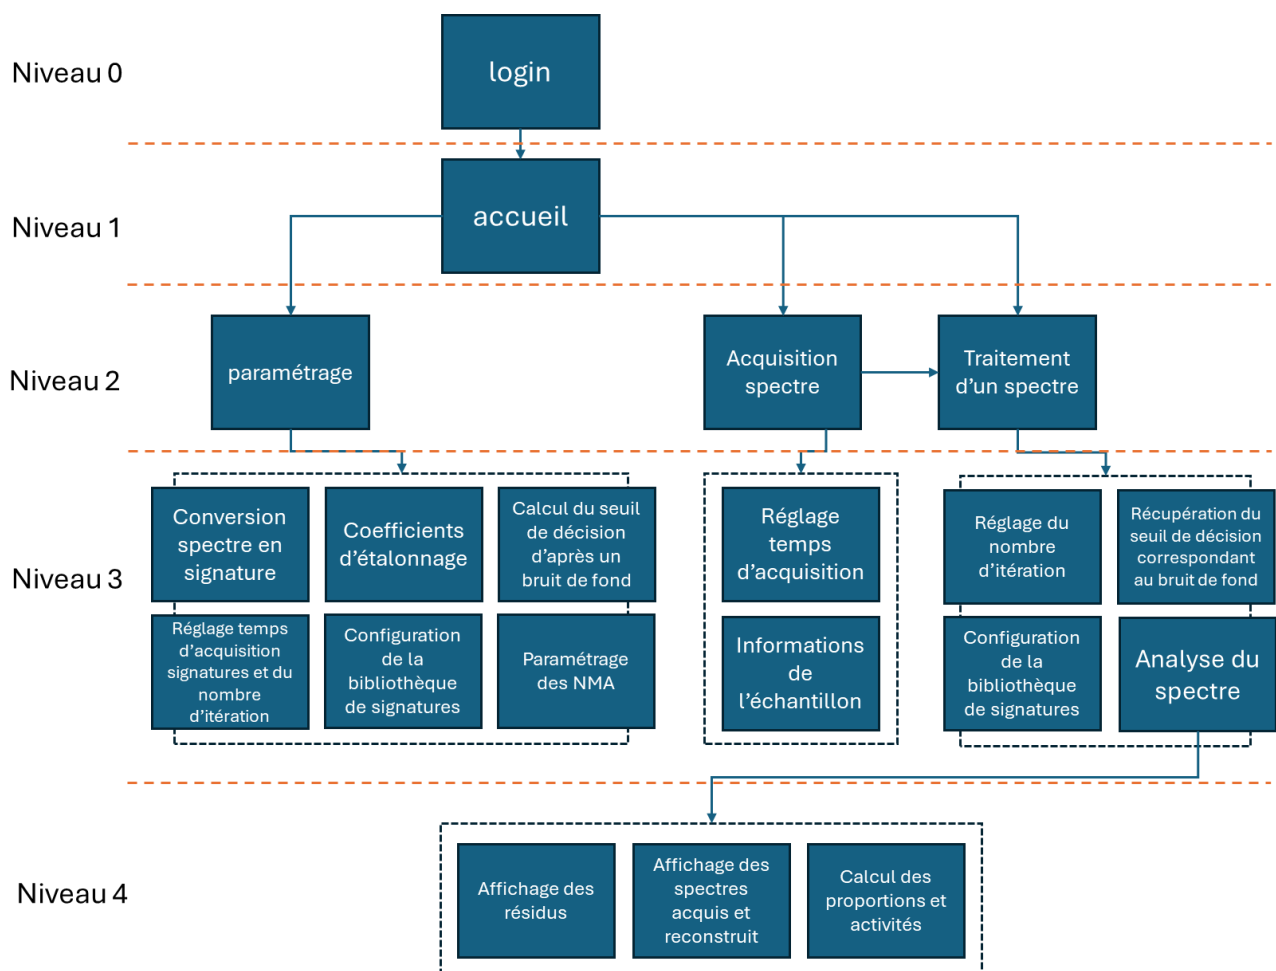 Niveau 0
login
Niveau 1
accueil
Niveau 2
paramétrage
Acquisition
spectre
Traitement
d’un spectre
Niveau 3
Conversion
spectre en
signature
Coefficients
d’étalonnage
Calcul du seuil
de décision
d’après un
bruit de fond
Réglage
temps
d’acquisition
Réglage du
nombre
d’itération
Récupération du
seuil de décision
correspondant
au bruit de fond
Réglage temps
d’acquisition
signatures et du
nombre
d’itération
Configuration
de la
bibliothèque
de signatures
Paramétrage
des NMA
Informations
de
l’échantillon
Configuration
de la
bibliothèque
de signatures
Analyse du
spectre
Niveau 4
Affichage des
résidus
Affichage des
spectres
acquis et
reconstruit
Calcul des
proportions et
activités